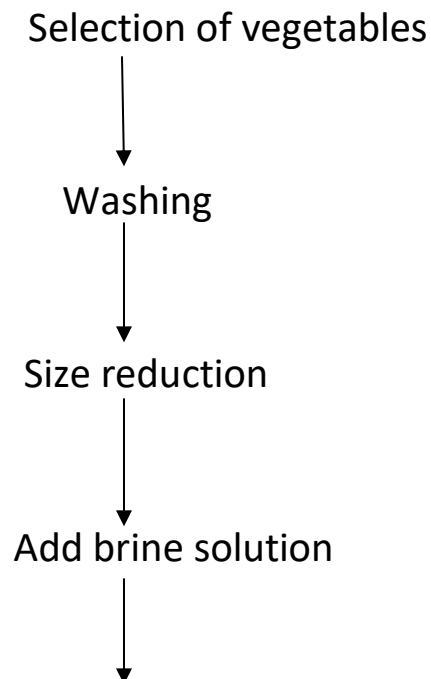 Selection of vegetables
Washing
Size reduction
Add brine solution